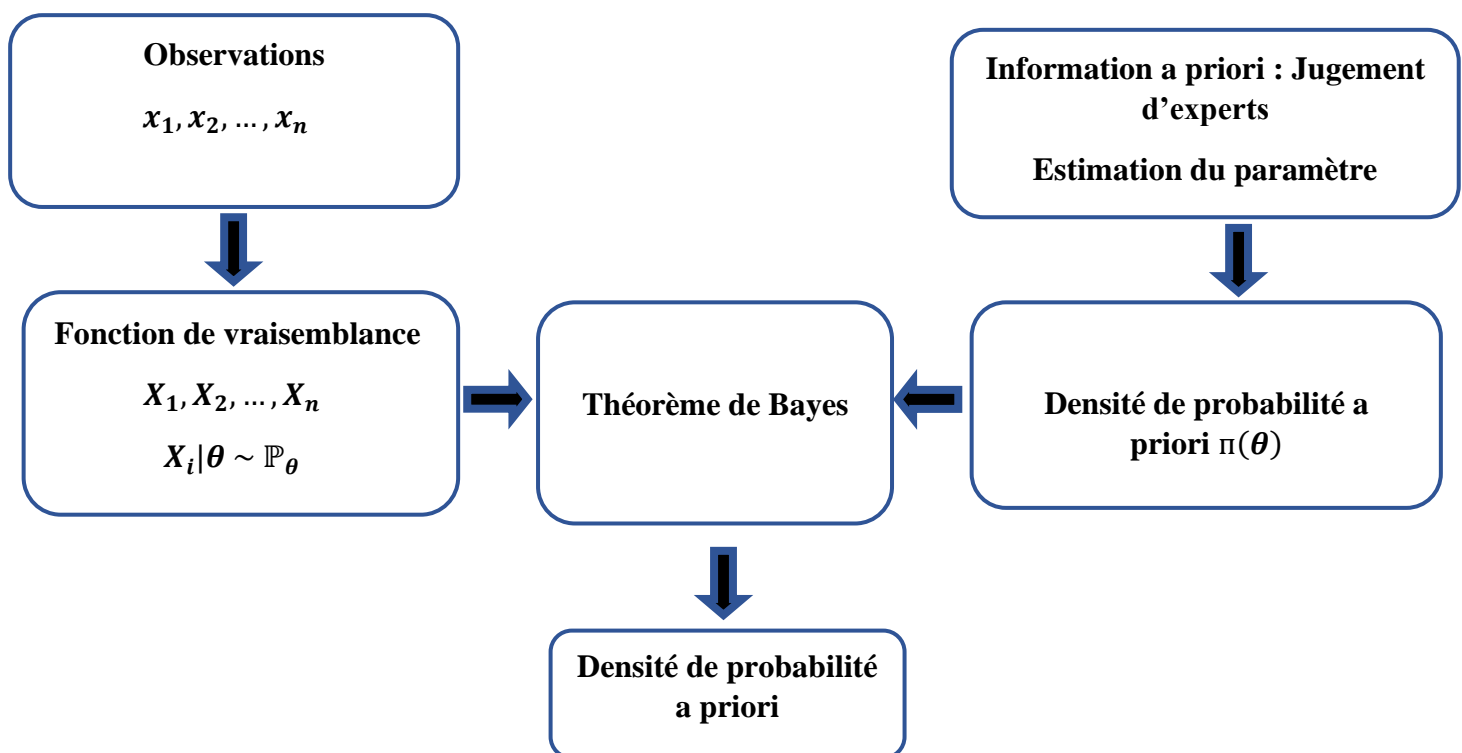 Observations
x₁, x₂, … , xₙ
Information a priori : Jugement
d’experts
Estimation du paramètre
Fonction de vraisemblance
X₁, X₂, … , Xₙ
Xᵢ|θ ~ ℙ_θ
Théorème de Bayes
Densité de probabilité a
priori π(θ)
Densité de probabilité
a priori